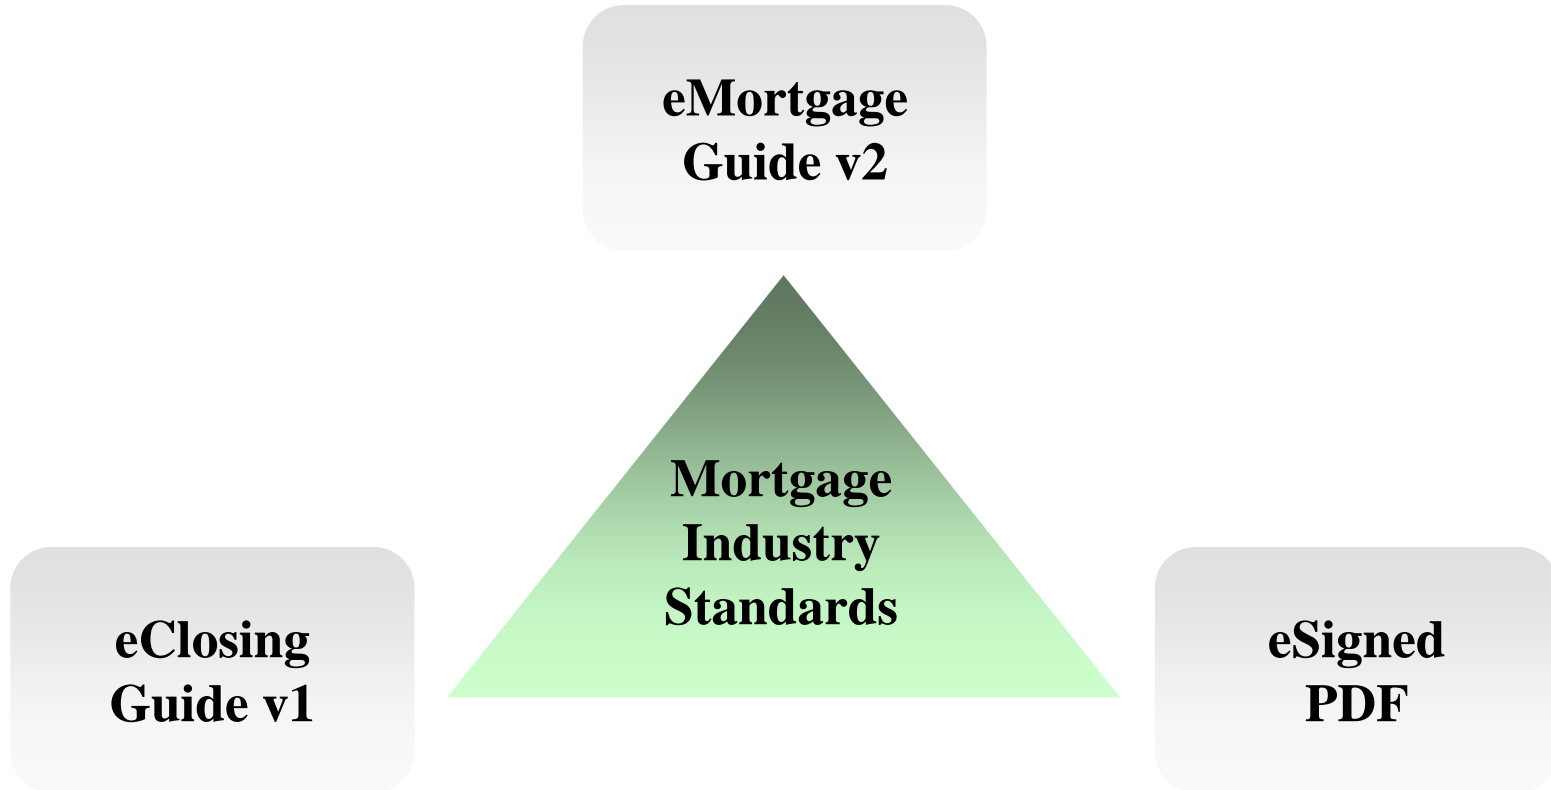 eMortgage
Guide v2
Mortgage
Industry
Standards
eClosing
Guide v1
eSigned
PDF